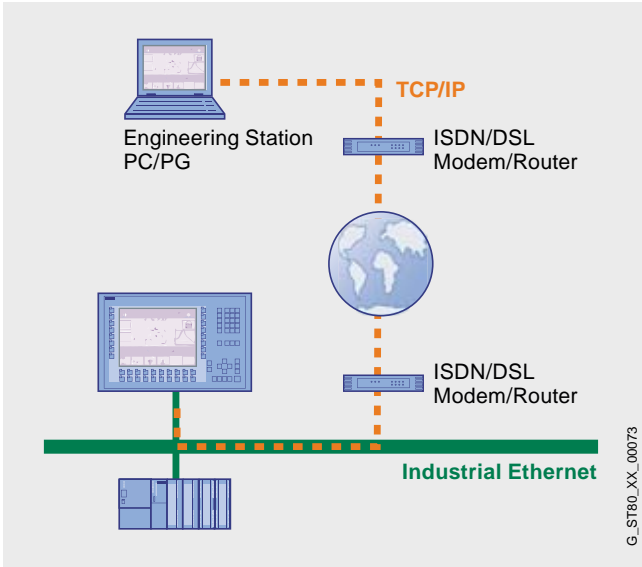 TCP/IP
Engineering Station
PC/PG
ISDN/DSL
Modem/Router
ISDN/DSL
Modem/Router
Industrial Ethernet
G_ST80_XX_00073